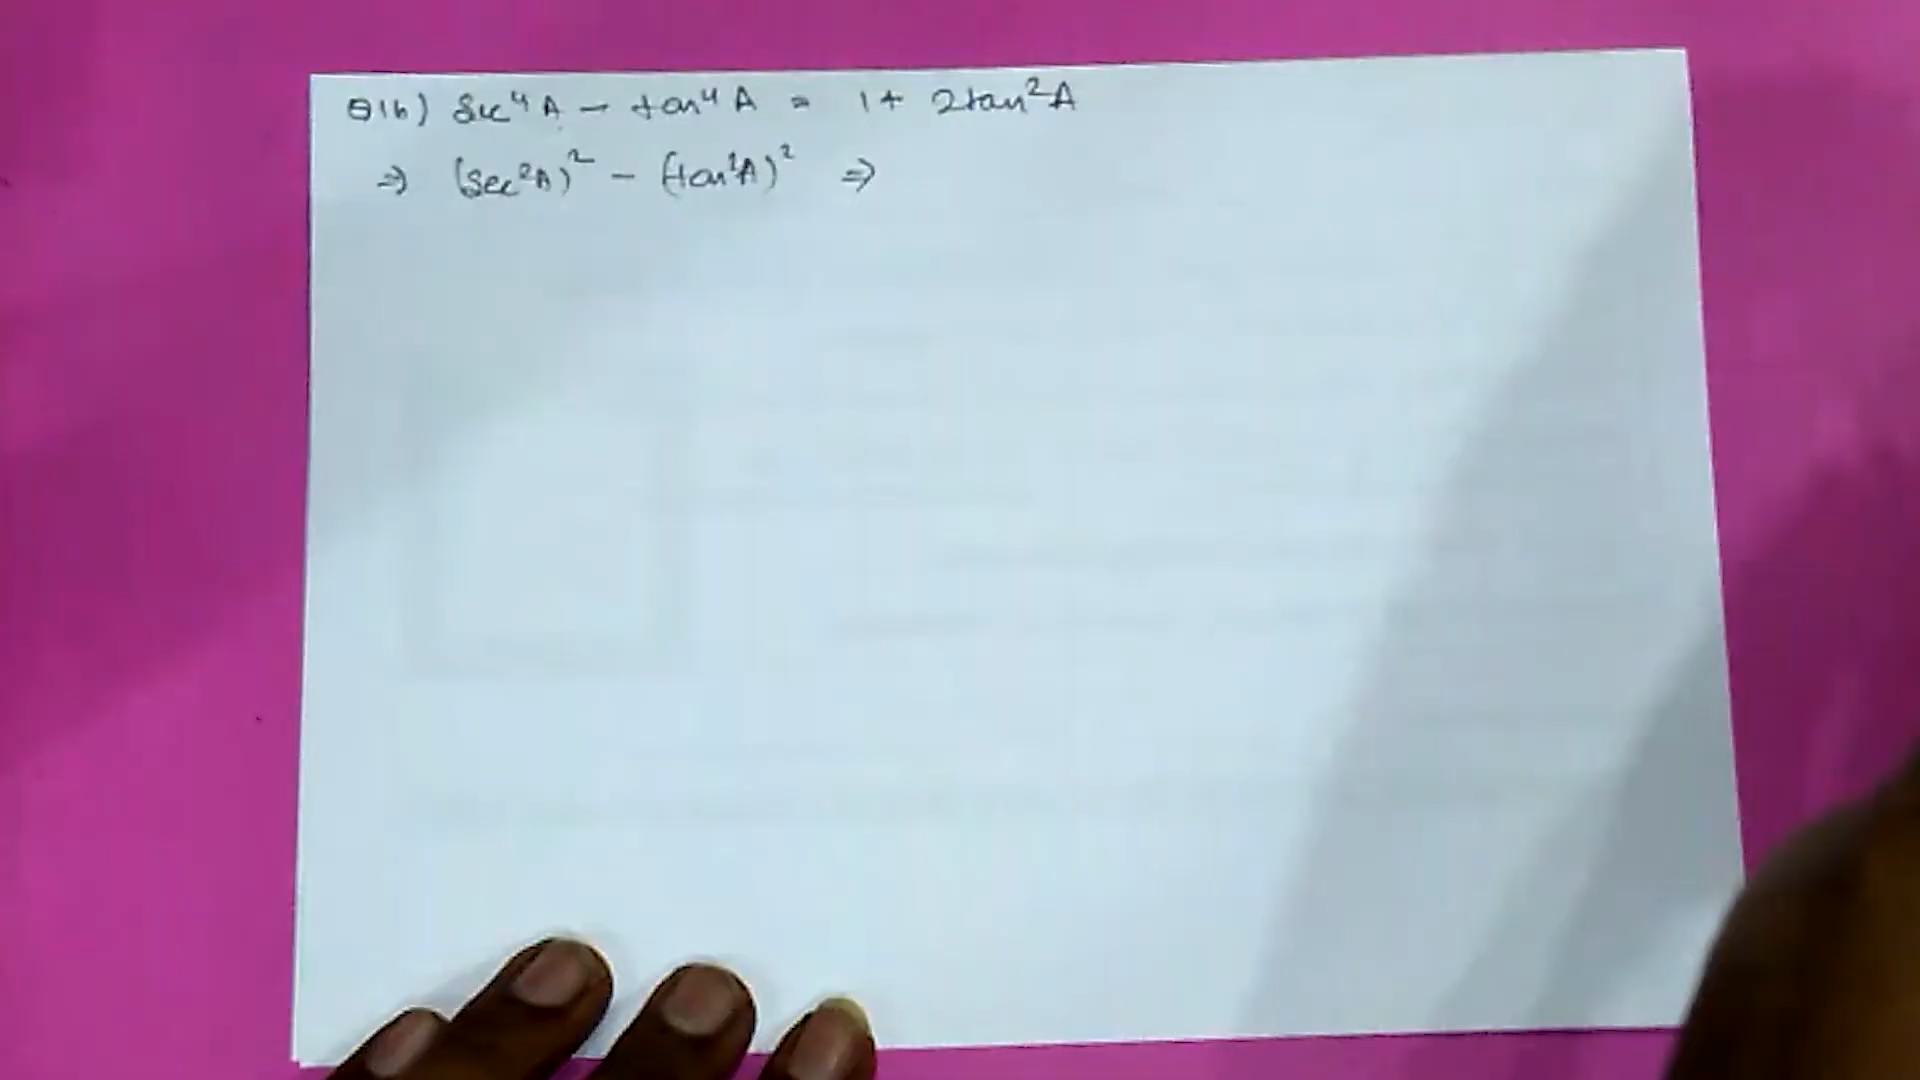 Q16) Sec⁴A - tan⁴A = 1+ 2tan²A
⇒ (Sec²A)² - (tan²A)² ⇒